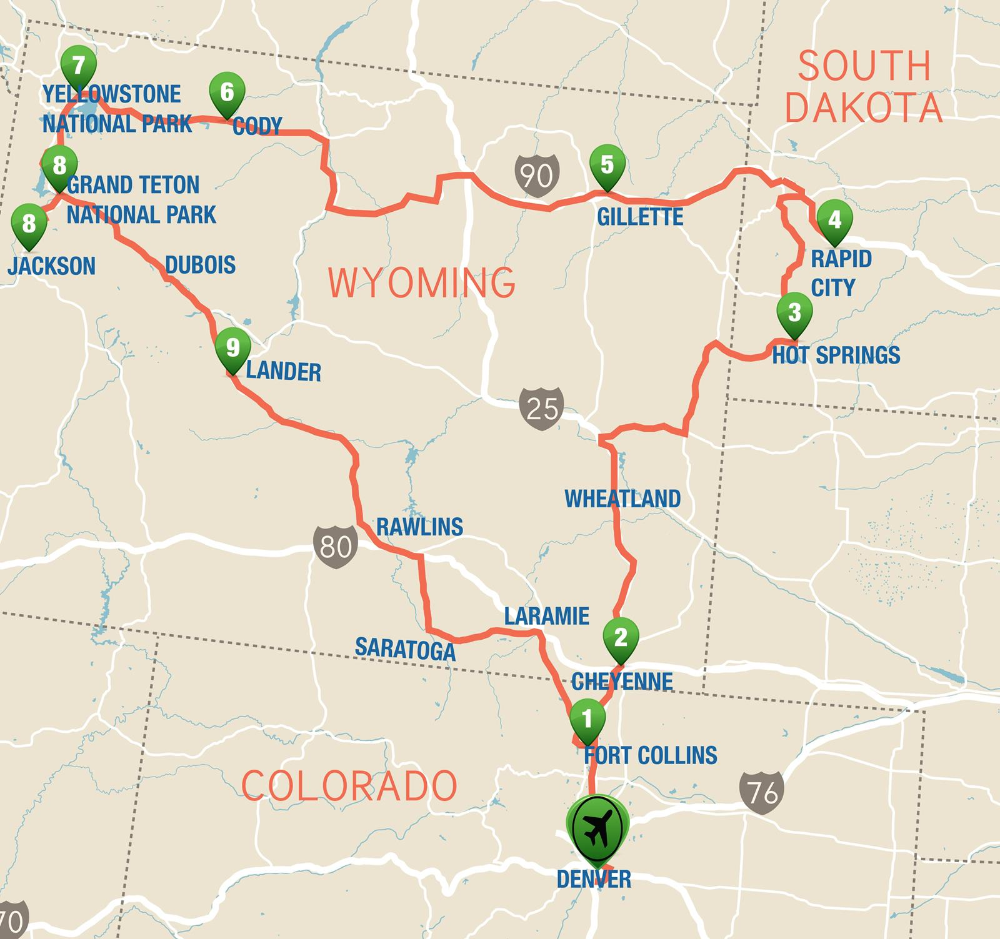 SOUTH
DAKOTA
7
YELLOWSTONE
NATIONAL PARK
6
CODY
8
GRAND TETON
NATIONAL PARK
8
JACKSON
90
5
GILLETTE
4
RAPID
CITY
DUBOIS
WYOMING
3
HOT SPRINGS
9
LANDER
25
WHEATLAND
RAWLINS
80
LARAMIE
SARATOGA
2
CHEYENNE
1
FORT COLLINS
COLORADO
76
DENVER
70